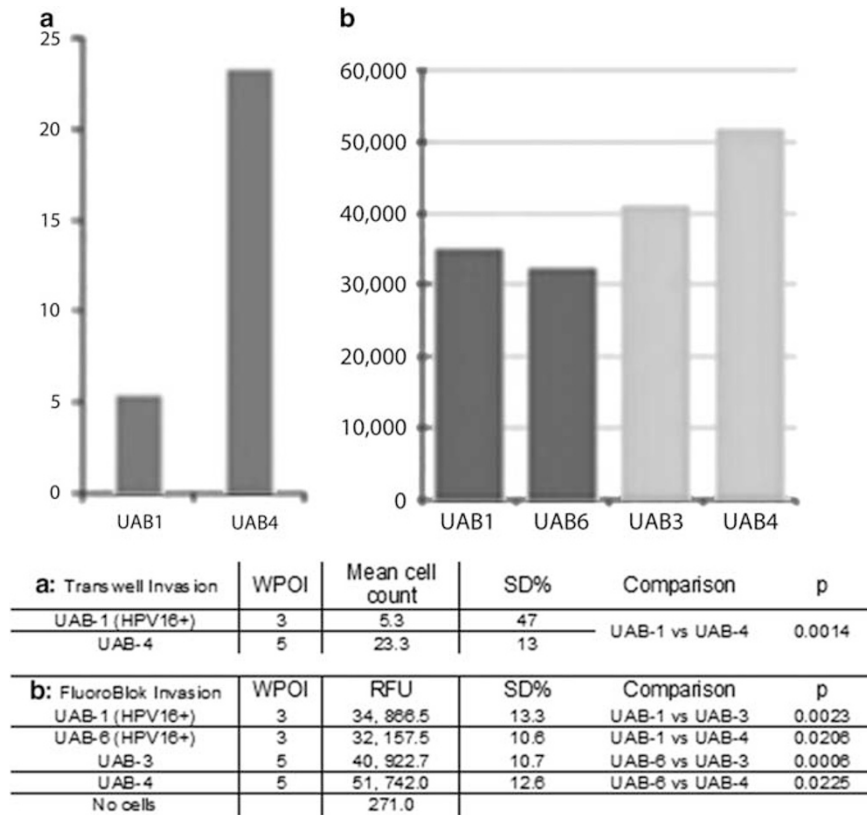 a
25
20
15
10
5
0
UAB1 UAB4
b
60,000
50,000
40,000
30,000
20,000
10,000
0
UAB1 UAB6 UAB3 UAB4
a: Transwell Invasion WPOI Mean cell count SD% Comparison p
UAB-1 (HPV16+) 3 5.3 47 UAB-1 vs UAB-4 0.0014
UAB-4 5 23.3 13
b: FluoroBlok Invasion WPOI RFU SD% Comparison p
UAB-1 (HPV16+) 3 34, 866.5 13.3 UAB-1 vs UAB-3 0.0023
UAB-6 (HPV16+) 3 32, 157.5 10.6 UAB-1 vs UAB-4 0.0206
UAB-3 5 40, 922.7 10.7 UAB-6 vs UAB-3 0.0006
UAB-4 5 51, 742.0 12.6 UAB-6 vs UAB-4 0.0225
No cells 271.0